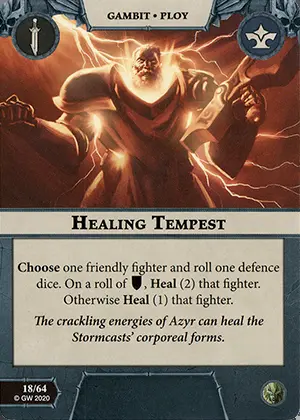 GAMBIT • PLOY
HEALING TEMPEST
Choose one friendly fighter and roll one defence
dice. On a roll of , Heal (2) that fighter.
Otherwise Heal (1) that fighter.
The crackling energies of Azyr can heal the
Stormcasts' corporeal forms.
18/64
© GW 2020